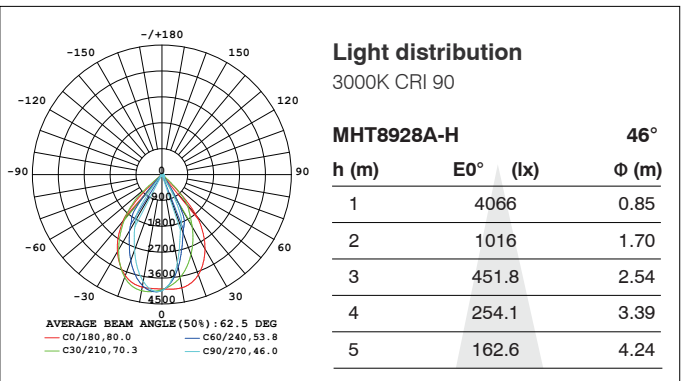 -/+180
-150
150
-120
120
-90
90
-60
60
-30
30
0
0
900
1800
2700
3600
4500
AVERAGE BEAM ANGLE(50%):62.5 DEG
C0/180,80.0
C60/240,53.8
C30/210,70.3
C90/270,46.0
Light distribution
3000K CRI 90
MHT8928A-H 46°
h (m) E0° (lx) Φ (m)
1 4066 0.85
2 1016 1.70
3 451.8 2.54
4 254.1 3.39
5 162.6 4.24